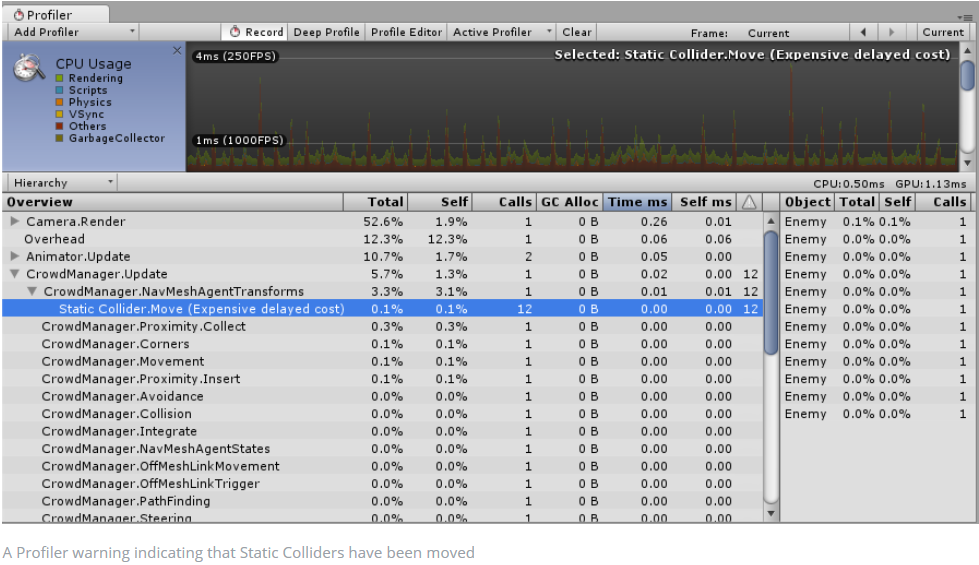 Profiler
Add Profiler Record Deep Profile Profile Editor Active Profiler Clear Frame: Current Current
CPU Usage
Rendering
Scripts
Physics
VSync
Others
GarbageCollector
4ms (250FPS)
Selected: Static Collider.Move (Expensive delayed cost)
1ms (1000FPS)
Hierarchy CPU:0.50ms GPU:1.13ms
Overview Total Self Calls GC Alloc Time ms Self ms Object Total Self Calls
Camera.Render 52.6% 1.9% 1 0 B 0.26 0.01 Enemy 0.1% 0.1% 1
Overhead 12.3% 12.3% 1 0 B 0.06 0.06 Enemy 0.0% 0.0% 1
Animator.Update 10.7% 1.7% 2 0 B 0.05 0.00 Enemy 0.0% 0.0% 1
CrowdManager.Update 5.7% 1.3% 1 0 B 0.02 0.00 12 Enemy 0.0% 0.0% 1
CrowdManager.NavMeshAgentTransforms 3.3% 3.1% 1 0 B 0.01 0.01 12 Enemy 0.0% 0.0% 1
Static Collider.Move (Expensive delayed cost) 0.1% 0.1% 12 0 B 0.00 0.00 12 Enemy 0.0% 0.0% 1
CrowdManager.Proximity.Collect 0.3% 0.3% 1 0 B 0.00 0.00 Enemy 0.0% 0.0% 1
CrowdManager.Corners 0.1% 0.1% 1 0 B 0.00 0.00 Enemy 0.0% 0.0% 1
CrowdManager.Movement 0.1% 0.1% 1 0 B 0.00 0.00 Enemy 0.0% 0.0% 1
CrowdManager.Proximity.Insert 0.1% 0.1% 1 0 B 0.00 0.00 Enemy 0.0% 0.0% 1
CrowdManager.Avoidance 0.0% 0.0% 1 0 B 0.00 0.00 Enemy 0.0% 0.0% 1
CrowdManager.Collision 0.0% 0.0% 1 0 B 0.00 0.00 Enemy 0.0% 0.0% 1
CrowdManager.Integrate 0.0% 0.0% 1 0 B 0.00 0.00
CrowdManager.NavMeshAgentStates 0.0% 0.0% 1 0 B 0.00 0.00
CrowdManager.OffMeshLinkMovement 0.0% 0.0% 1 0 B 0.00 0.00
CrowdManager.OffMeshLinkTrigger 0.0% 0.0% 1 0 B 0.00 0.00
CrowdManager.PathFinding 0.0% 0.0% 1 0 B 0.00 0.00
CrowdManager.Steering 0.0% 0.0% 1 0 B 0.00 0.00
A Profiler warning indicating that Static Colliders have been moved